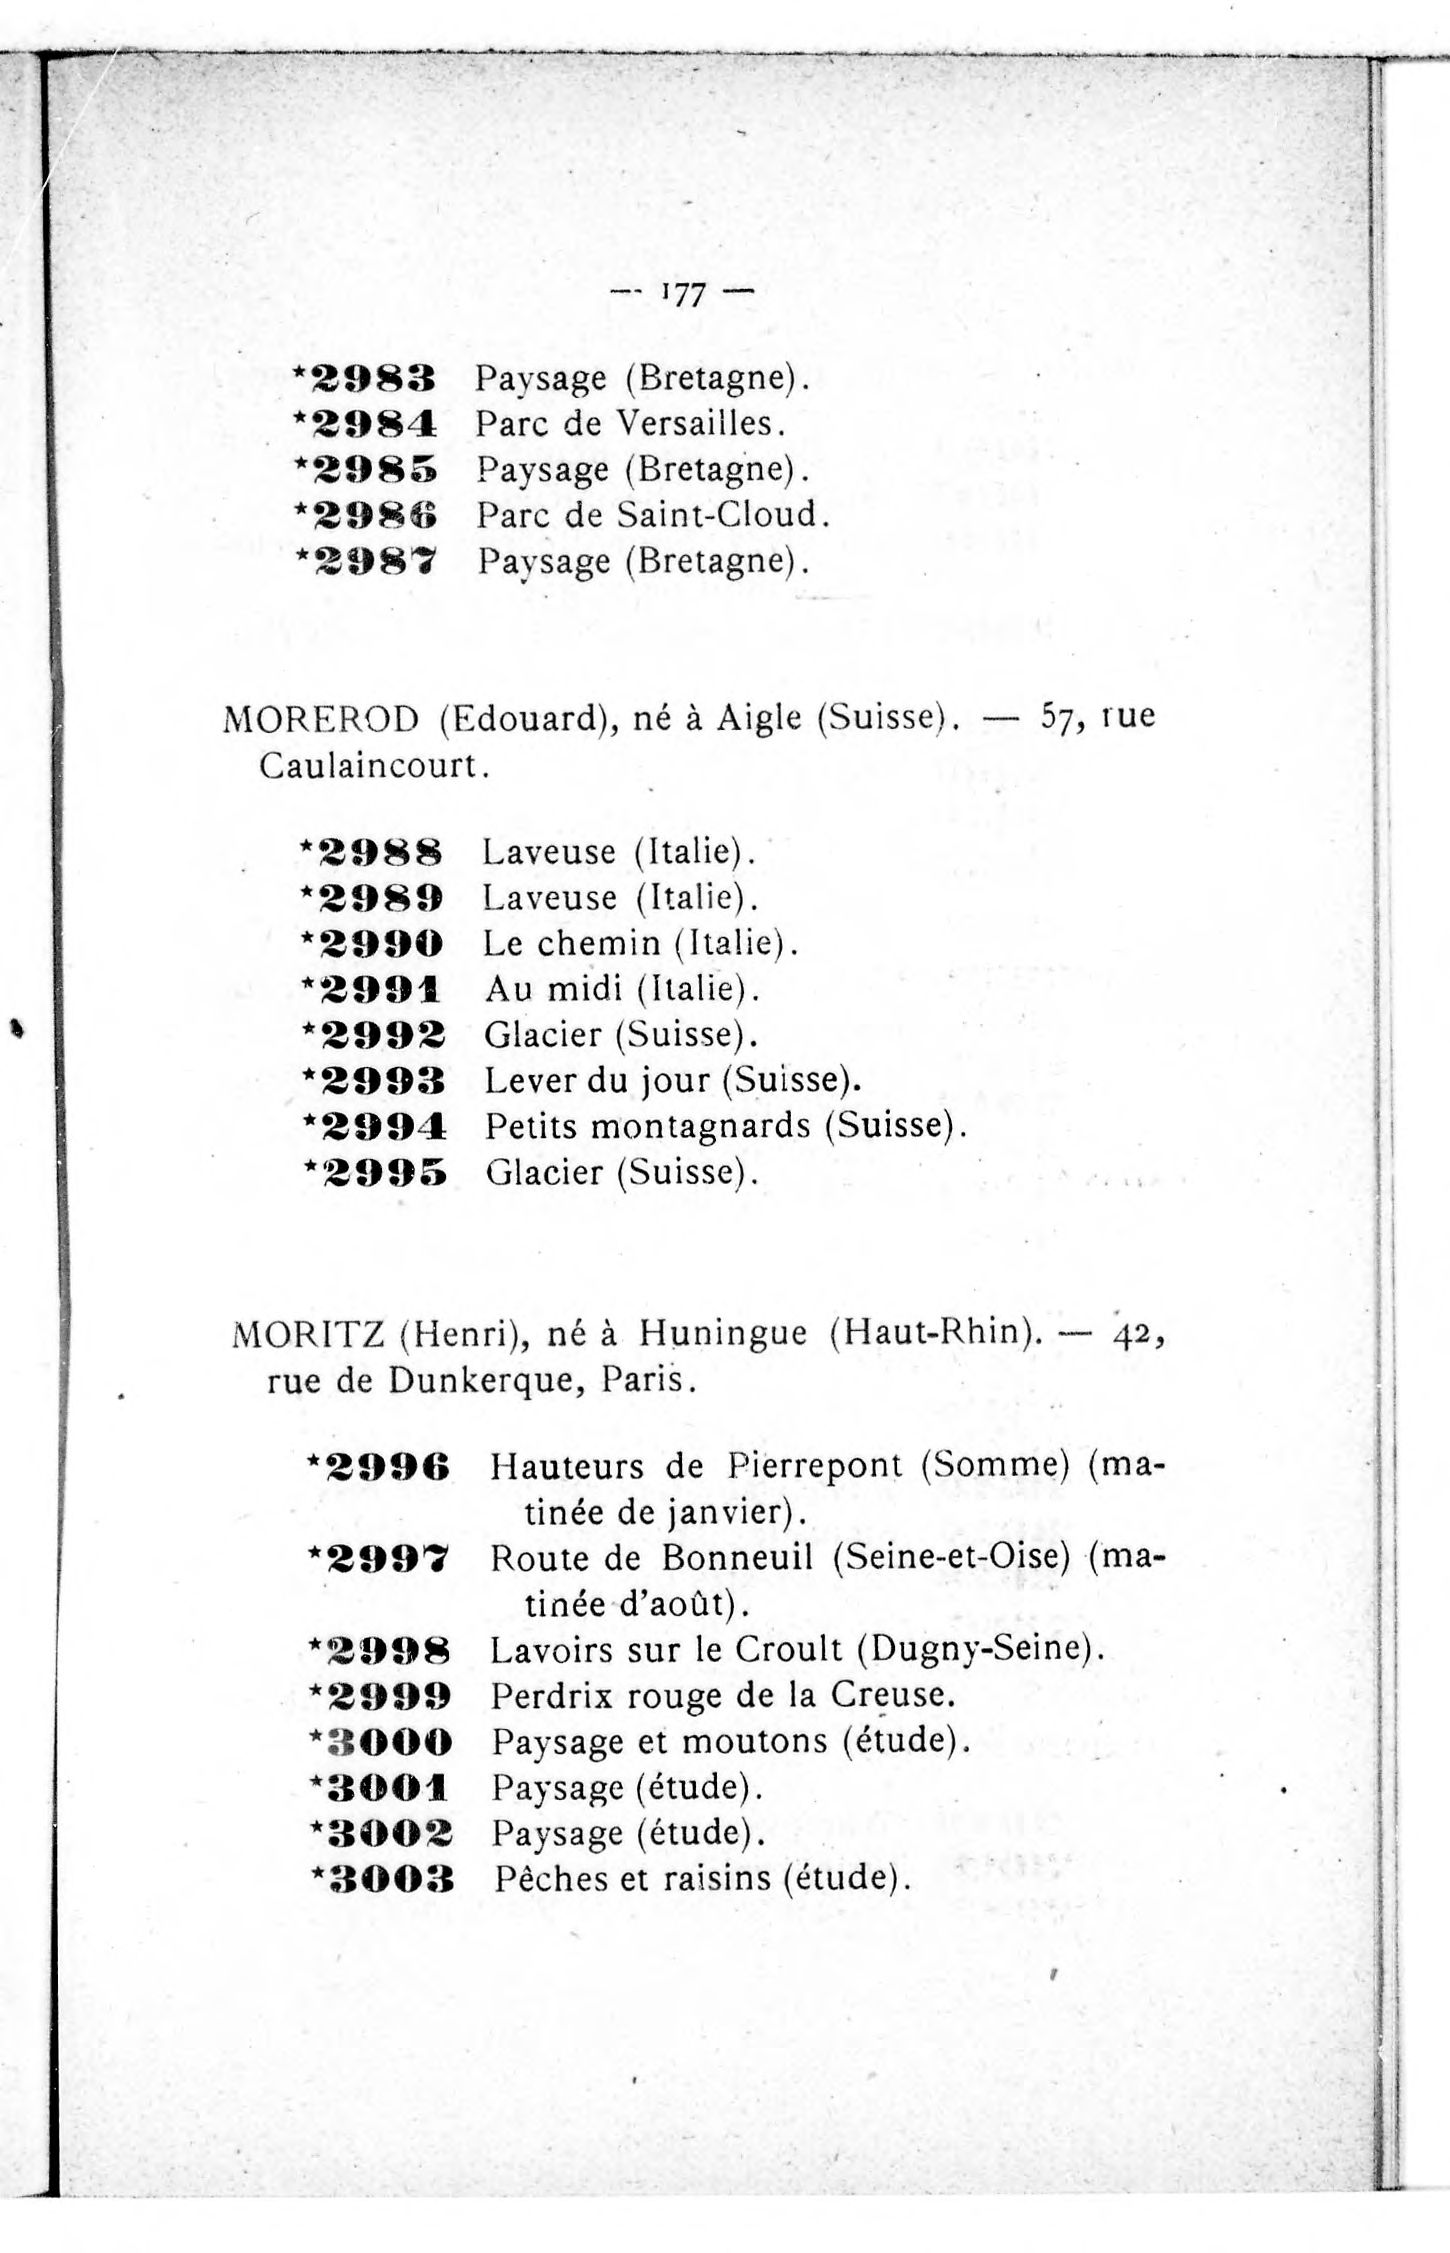 — 177 —
*2983 Paysage (Bretagne).
*2984 Parc de Versailles.
*2985 Paysage (Bretagne).
*2986 Parc de Saint-Cloud.
*2987 Paysage (Bretagne).
MOREROD (Edouard), né à Aigle (Suisse). — 57, rue
Caulaincourt.
*2988 Laveuse (Italie).
*2989 Laveuse (Italie).
*2990 Le chemin (Italie).
*2991 Au midi (Italie).
*2992 Glacier (Suisse).
*2993 Lever du jour (Suisse).
*2994 Petits montagnards (Suisse).
*2995 Glacier (Suisse).
MORITZ (Henri), né à Huningue (Haut-Rhin). — 42,
rue de Dunkerque, Paris.
*2996 Hauteurs de Pierrepont (Somme) (ma-
tinée de janvier).
*2997 Route de Bonneuil (Seine-et-Oise) (ma-
tinée d'août).
*2998 Lavoirs sur le Croult (Dugny-Seine).
*2999 Perdrix rouge de la Creuse.
*3000 Paysage et moutons (étude).
*3001 Paysage (étude).
*3002 Paysage (étude).
*3003 Pêches et raisins (étude).